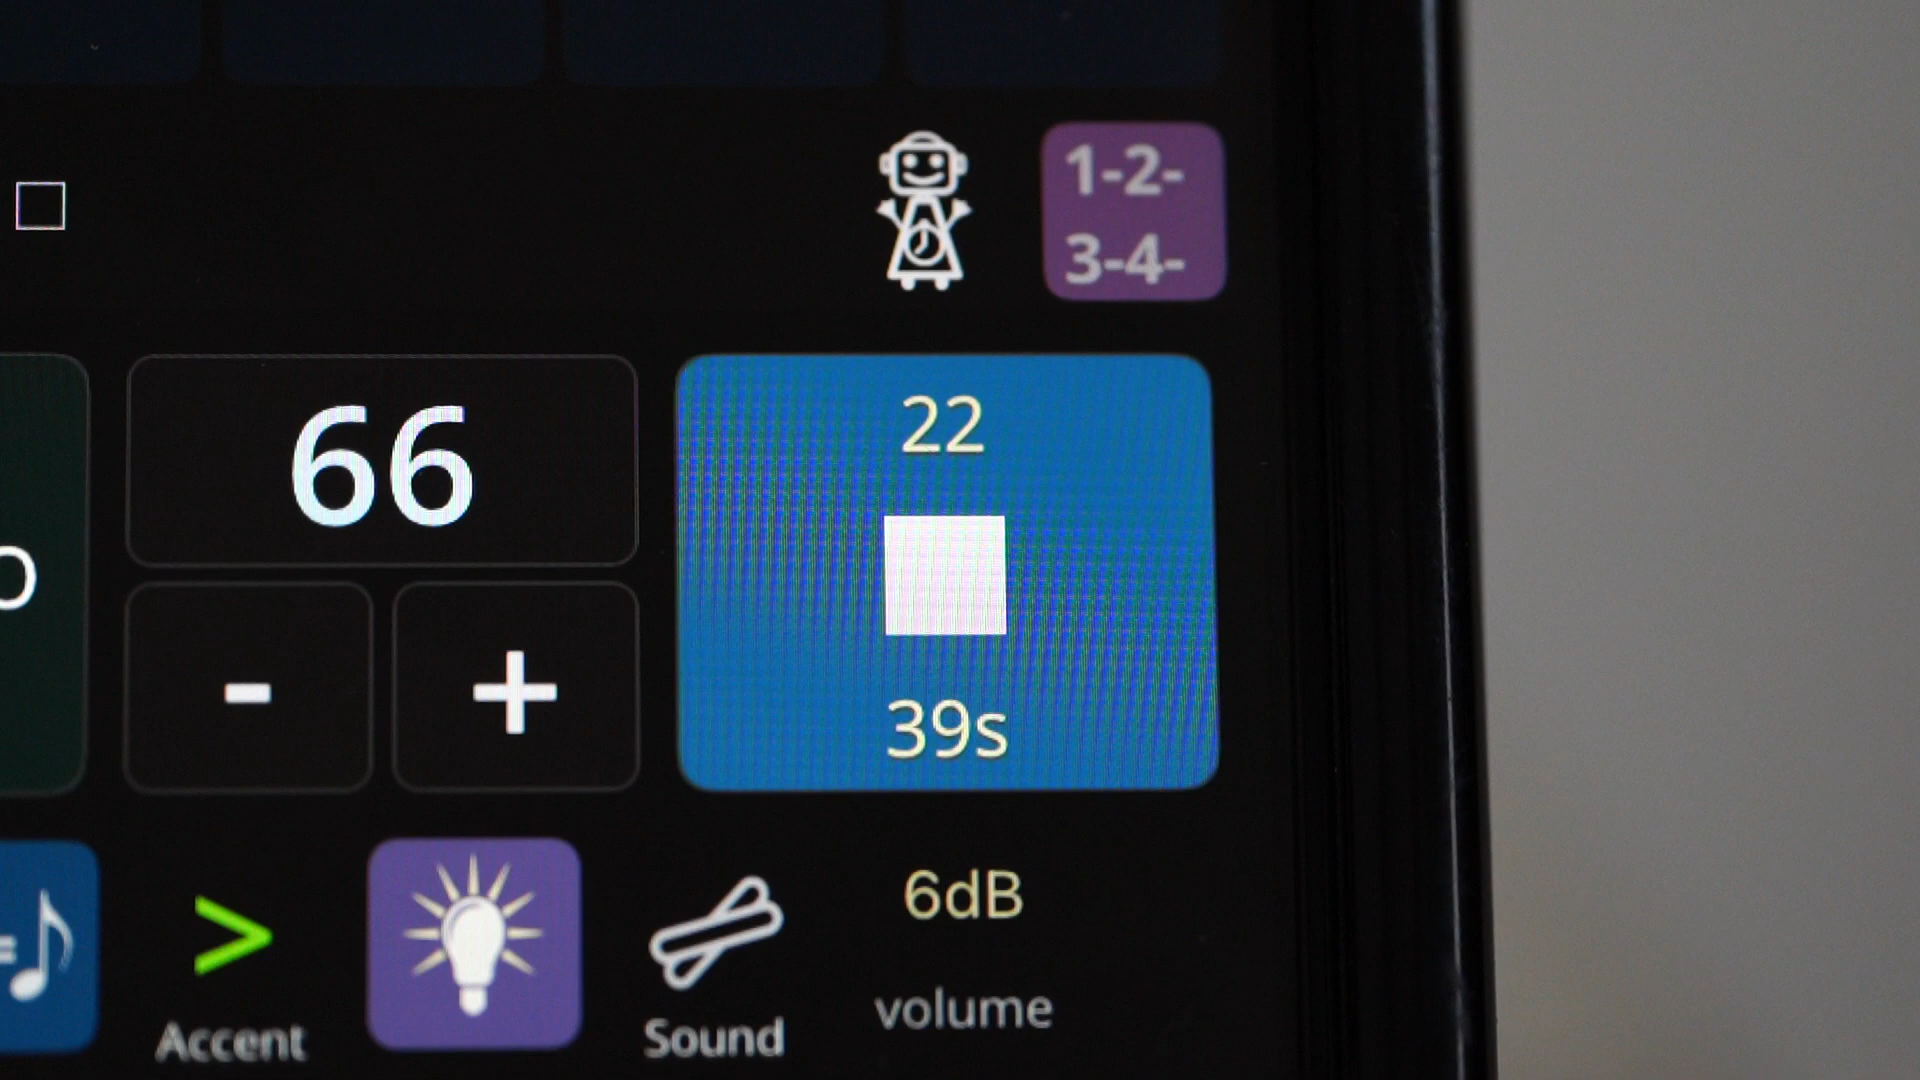 1-2-
3-4-
66
22
39s
-
+
>
Accent
Sound
6dB
volume